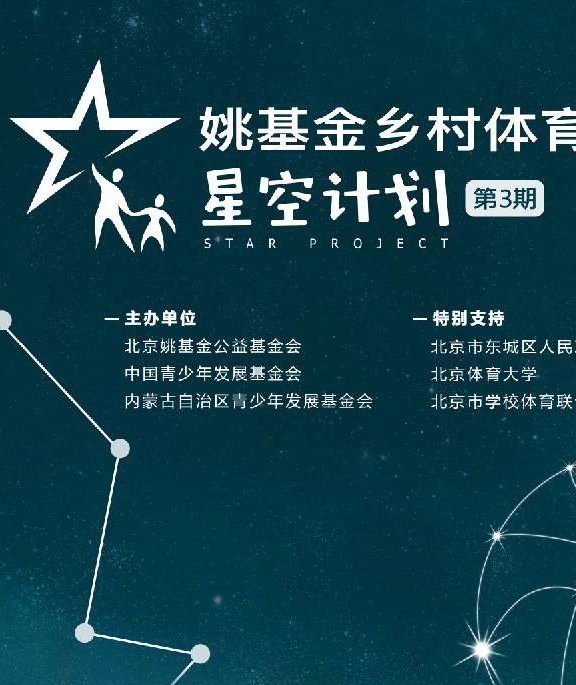 姚基金乡村体育
星空计划 第3期
STAR PROJECT
主办单位
北京姚基金公益基金会
中国青少年发展基金会
内蒙古自治区青少年发展基金会
特别支持
北京市东城区人民
北京体育大学
北京市学校体育联